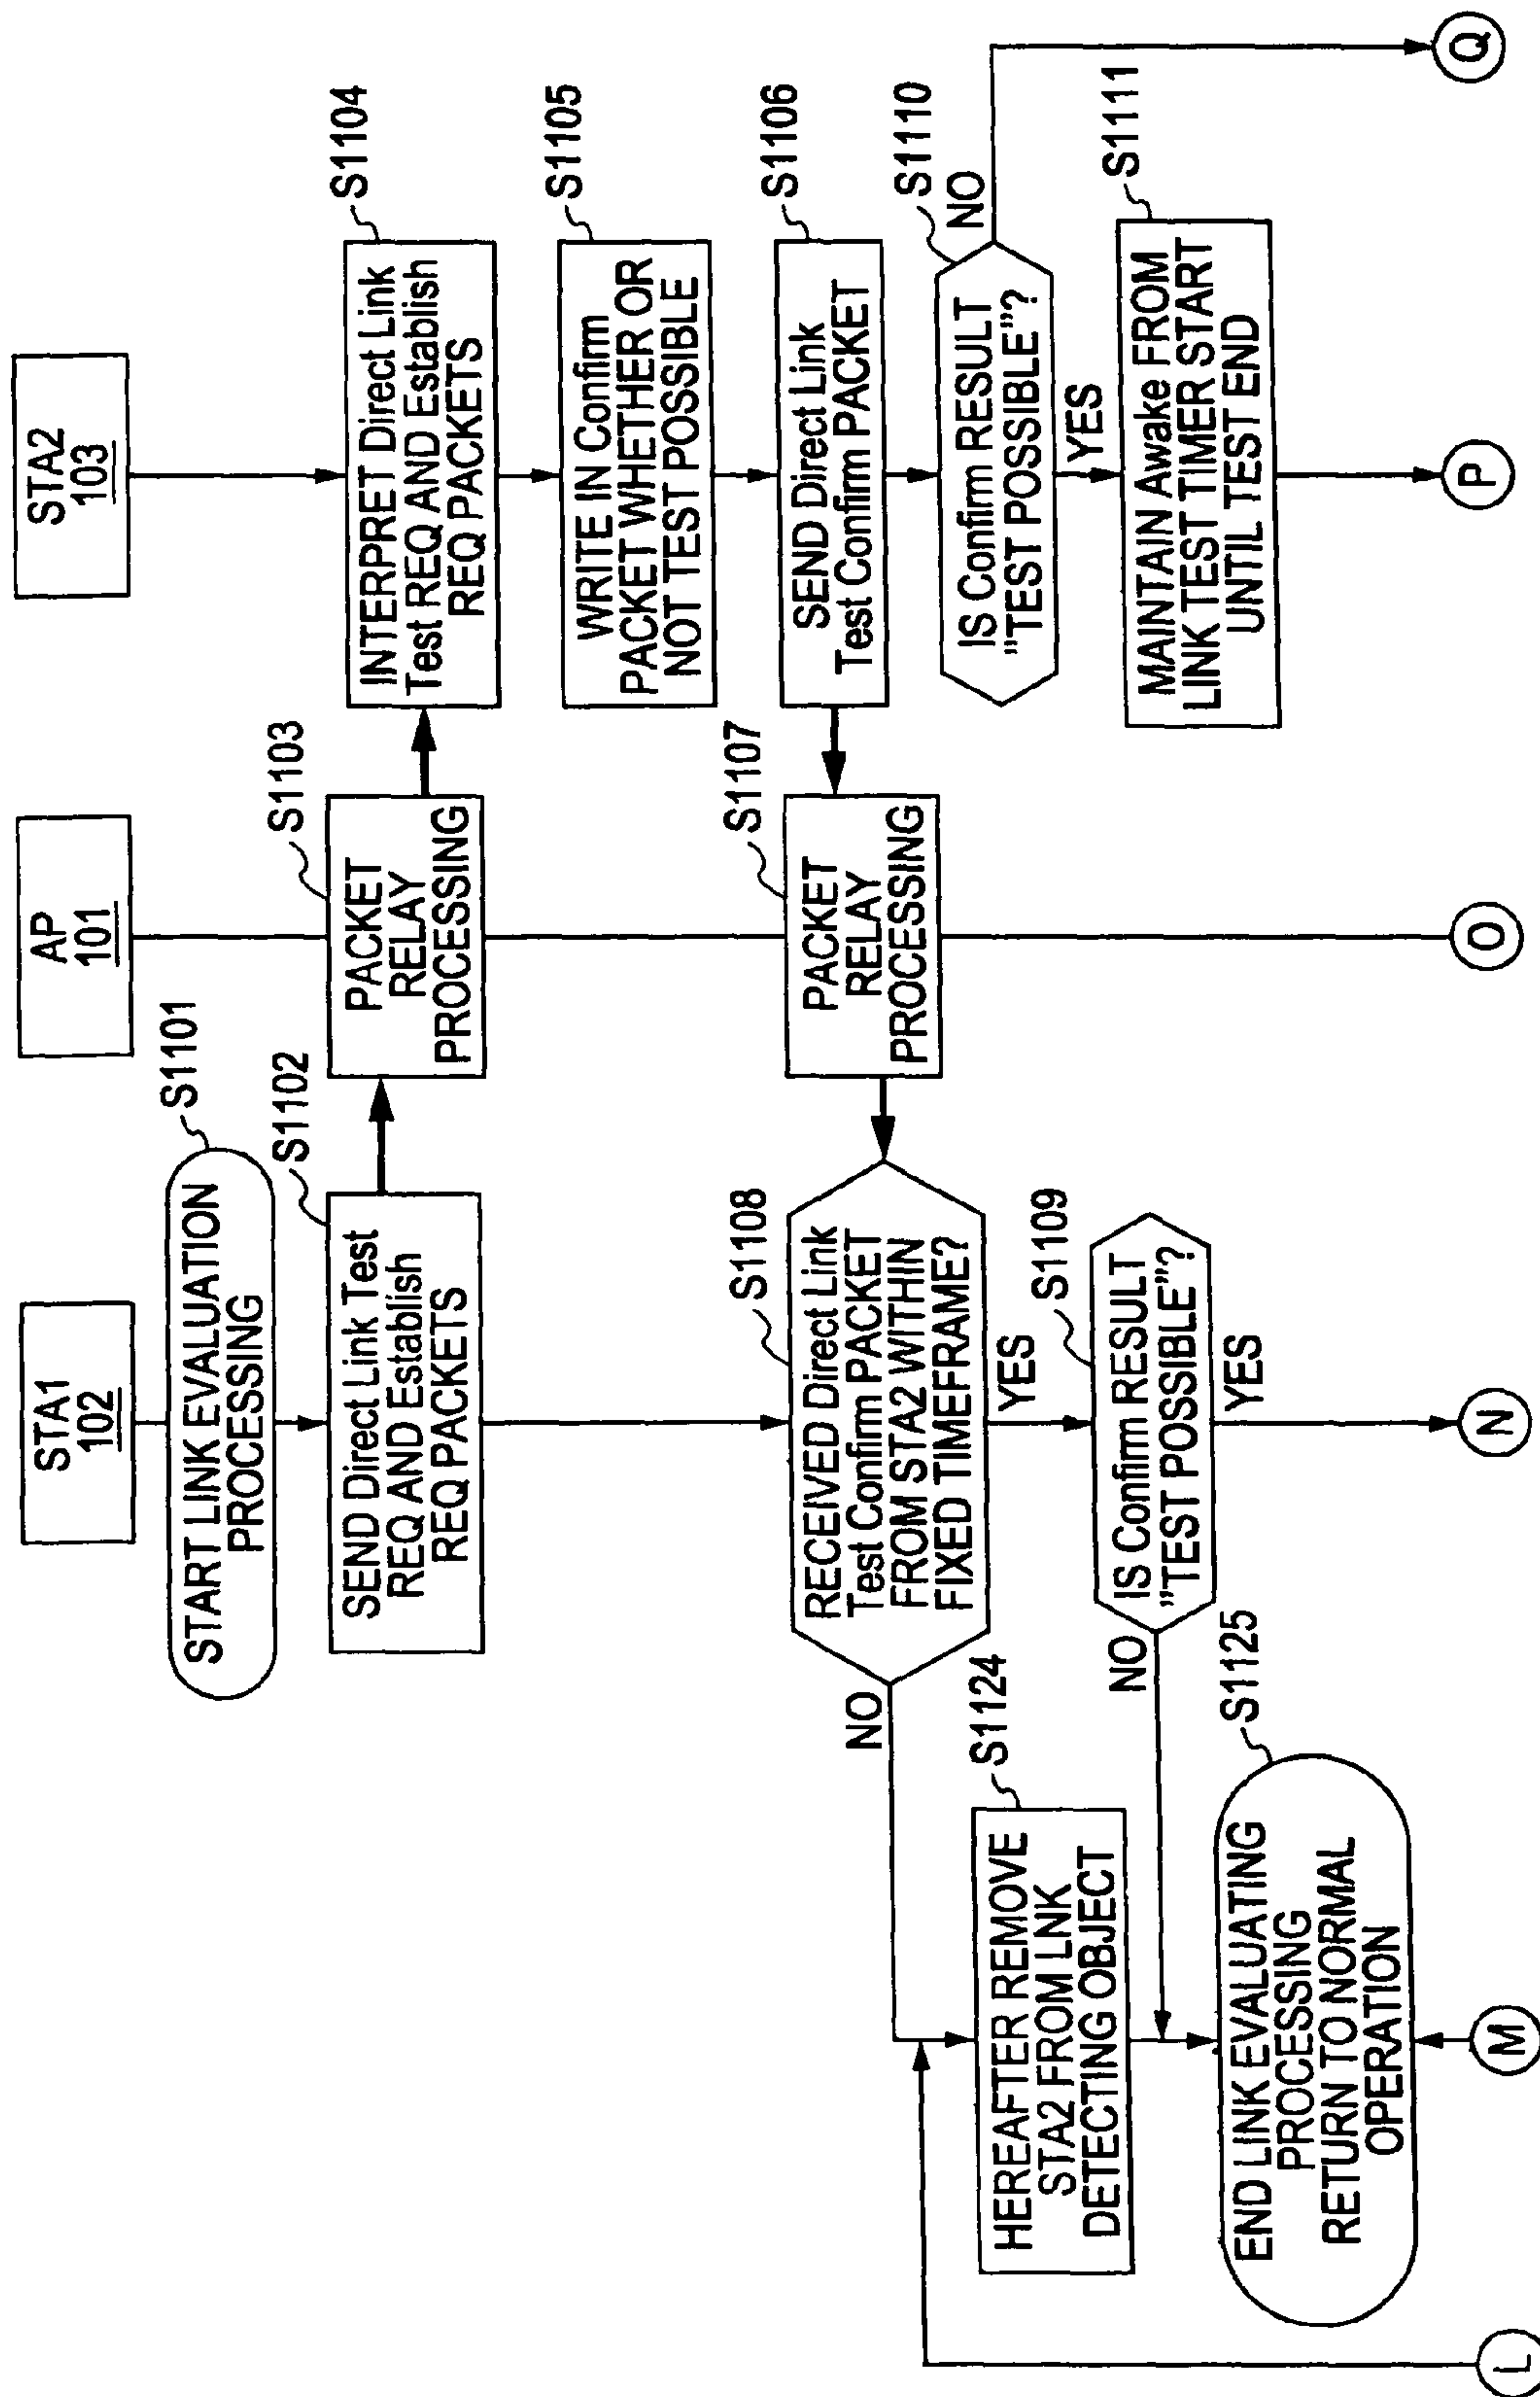 STA1
102
AP
101
STA2
103
S1101
START LINK EVALUATION
PROCESSING
S1102
SEND Direct Link Test
REQ AND Establish
REQ PACKETS
S1103
PACKET
RELAY
PROCESSING
S1104
INTERPRET Direct Link
Test REQ AND Establish
REQ PACKETS
S1105
WRITE IN Confirm
PACKET WHETHER OR
NOT TEST POSSIBLE
S1106
SEND Direct Link
Test Confirm PACKET
S1107
PACKET
RELAY
PROCESSING
S1108
RECEIVED Direct Link
Test Confirm PACKET
FROM STA2 WITHIN
FIXED TIMEFRAME?
NO
YES
S1109
IS Confirm RESULT
"TEST POSSIBLE"?
NO
YES
S1110
IS Confirm RESULT
"TEST POSSIBLE"?
NO
YES
S1111
MAINTAIN Awake FROM
LINK TEST TIMER START
UNTIL TEST END
S1124
HEREAFTER REMOVE
STA2 FROM LNK
DETECTING OBJECT
S1125
END LINK EVALUATING
PROCESSING
RETURN TO NORMAL
OPERATION
L
M
N
O
P
Q